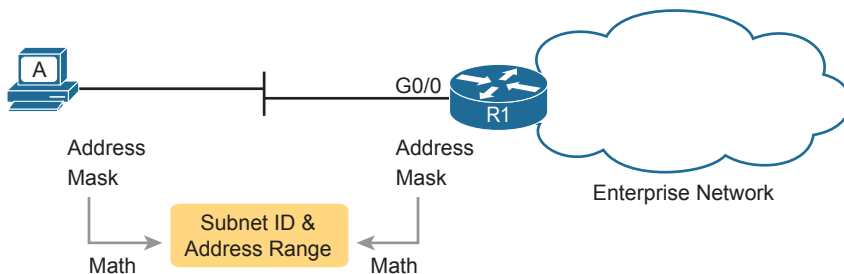 A
G0/0
R1
Address
Mask
Address
Mask
Enterprise Network
Subnet ID &
Address Range
Math
Math